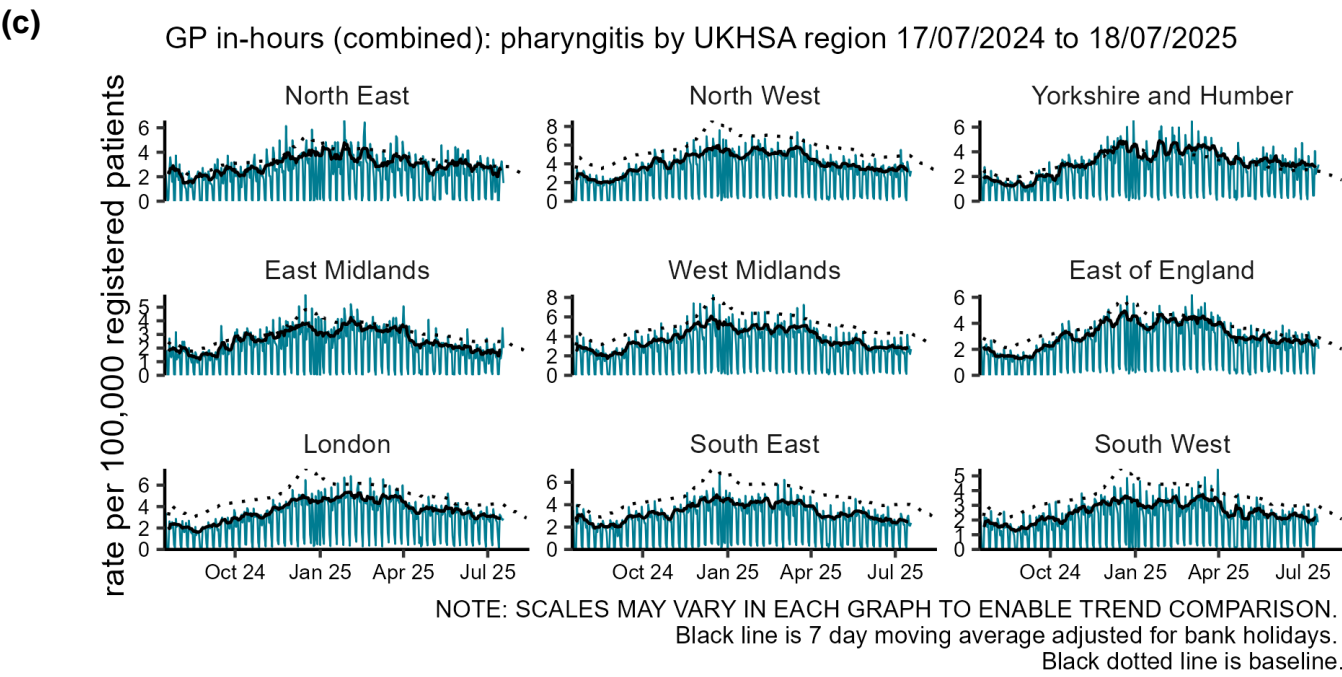 (c)
GP in-hours (combined): pharyngitis by UKHSA region 17/07/2024 to 18/07/2025
rate per 100,000 registered patients
North East
6
4
2
0
North West
8
6
4
2
0
Yorkshire and Humber
6
4
2
0
East Midlands
5
4
3
2
1
0
West Midlands
8
6
4
2
0
East of England
6
4
2
0
London
6
4
2
0
Oct 24 Jan 25 Apr 25 Jul 25
South East
6
4
2
0
Oct 24 Jan 25 Apr 25 Jul 25
South West
5
4
3
2
1
0
Oct 24 Jan 25 Apr 25 Jul 25
NOTE: SCALES MAY VARY IN EACH GRAPH TO ENABLE TREND COMPARISON.
Black line is 7 day moving average adjusted for bank holidays.
Black dotted line is baseline.